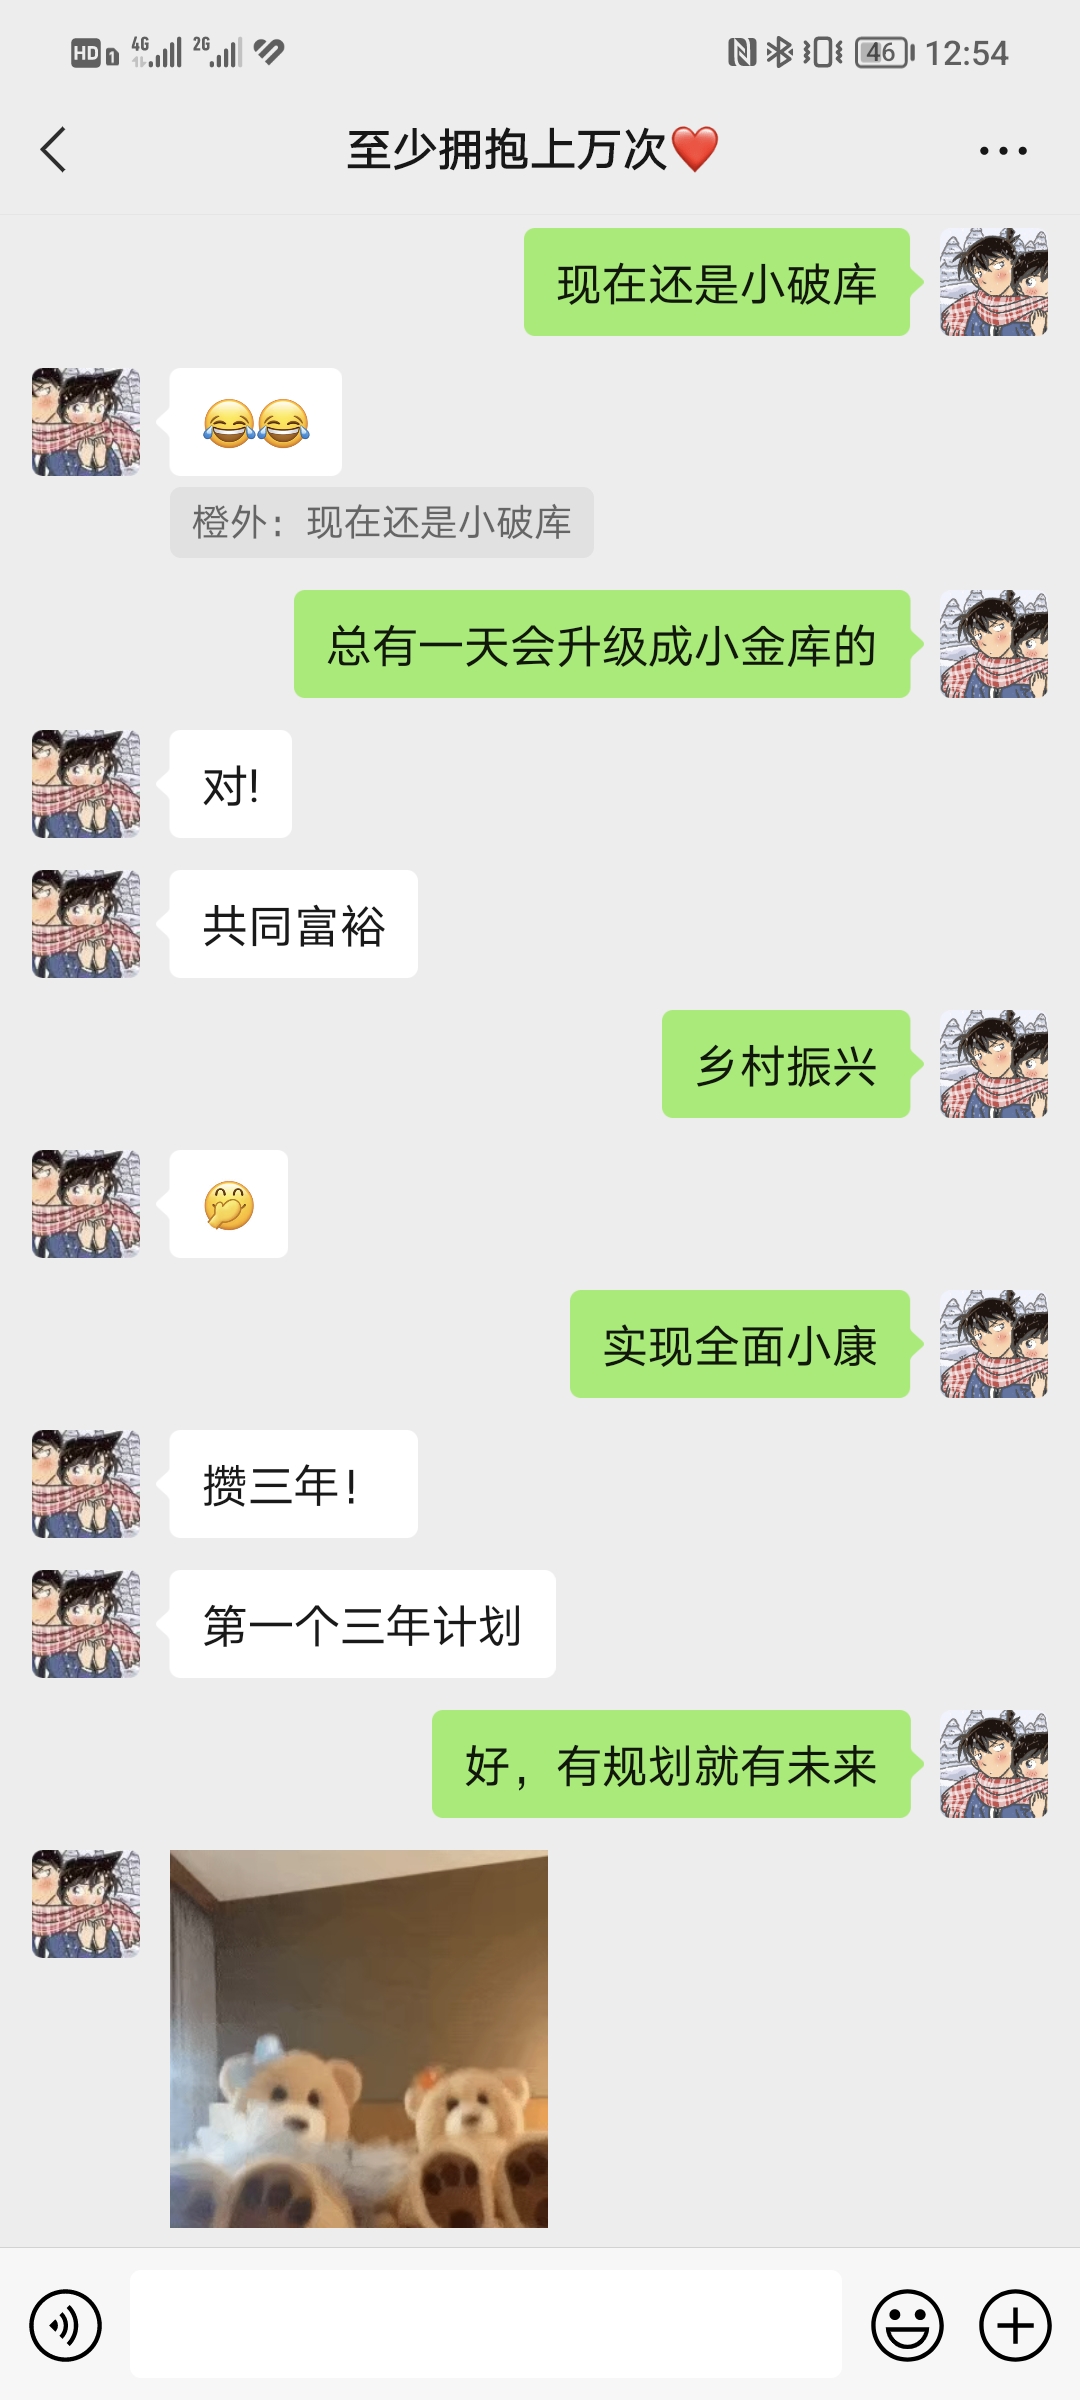 HD 1 4G 2G 46 12:54
至少拥抱上万次❤️
现在还是小破库
😂😂
橙外：现在还是小破库
总有一天会升级成小金库的
对!
共同富裕
乡村振兴
🤭
实现全面小康
攒三年！
第一个三年计划
好，有规划就有未来